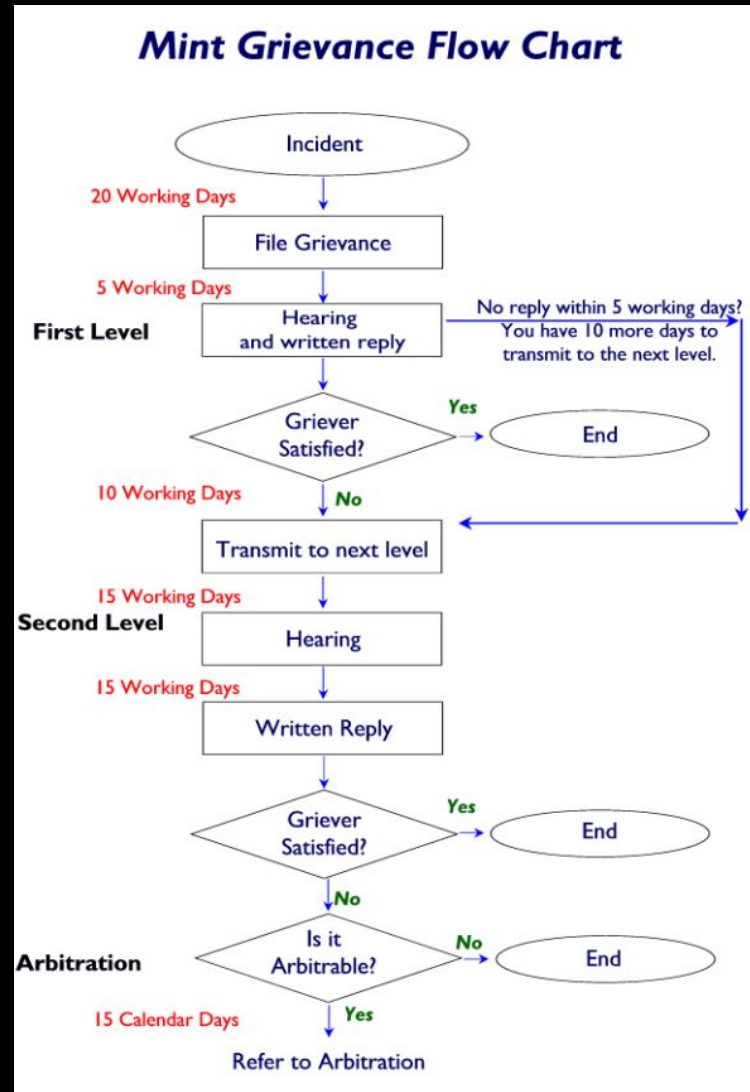 Mint Grievance Flow Chart
Incident
20 Working Days
File Grievance
5 Working Days
First Level
Hearing
and written reply
No reply within 5 working days?
You have 10 more days to
transmit to the next level.
Griever
Satisfied?
Yes
End
10 Working Days
No
Transmit to next level
15 Working Days
Second Level
Hearing
15 Working Days
Written Reply
Griever
Satisfied?
Yes
End
No
Arbitration
Is it
Arbitrable?
No
End
15 Calendar Days
Yes
Refer to Arbitration